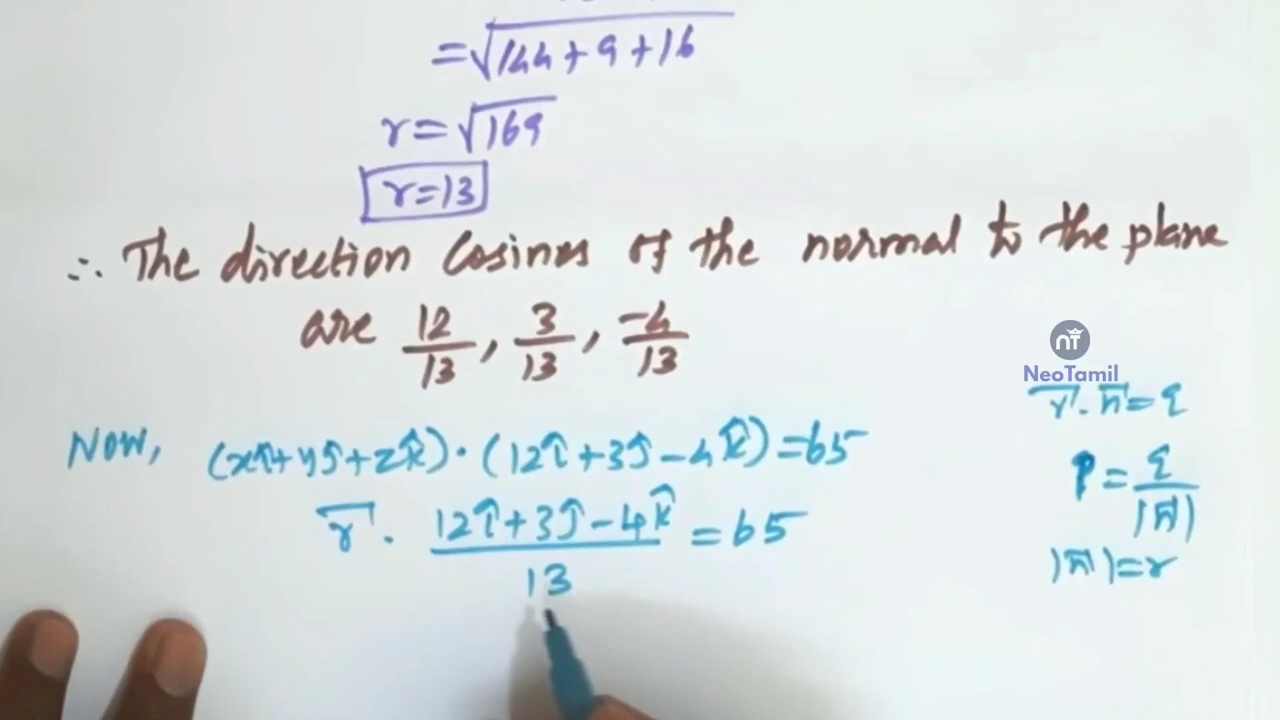 =√144+9+16
r=√169
r=13
∴ The direction Cosines of the normal to the plane
are 12/13, 3/13, -4/13
NeoTamil
r⃗.n⃗=q
Now, (xî+yĵ+zk̂)·(12î+3ĵ-4k̂)=65
p=q/|n⃗|
r⃗. 12î+3ĵ-4k̂/13 =65
|n⃗|=r